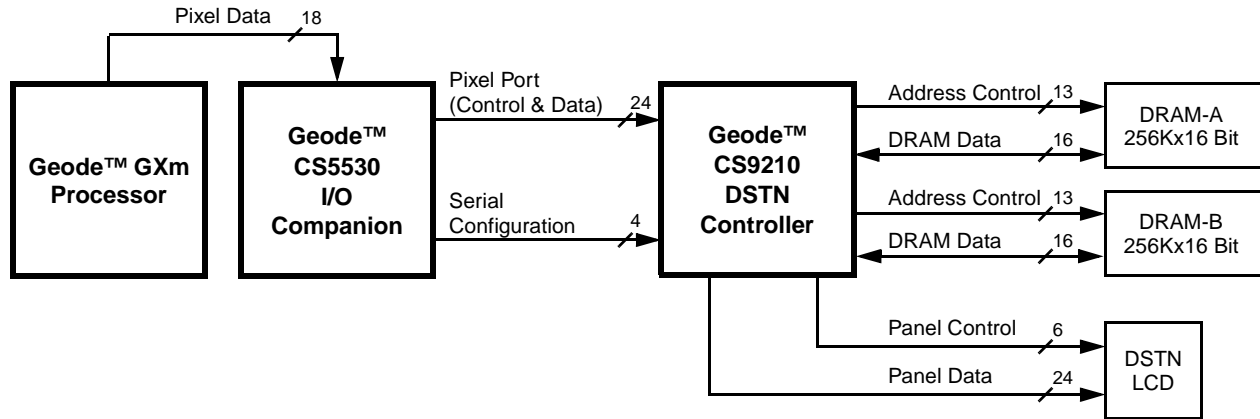 Pixel Data
18
Geode™ GXm
Processor
Geode™
CS5530
I/O
Companion
Pixel Port
(Control & Data)
24
Serial
Configuration
4
Geode™
CS9210
DSTN
Controller
Address Control
13
DRAM Data
16
DRAM-A
256Kx16 Bit
Address Control
13
DRAM Data
16
DRAM-B
256Kx16 Bit
Panel Control
6
Panel Data
24
DSTN
LCD